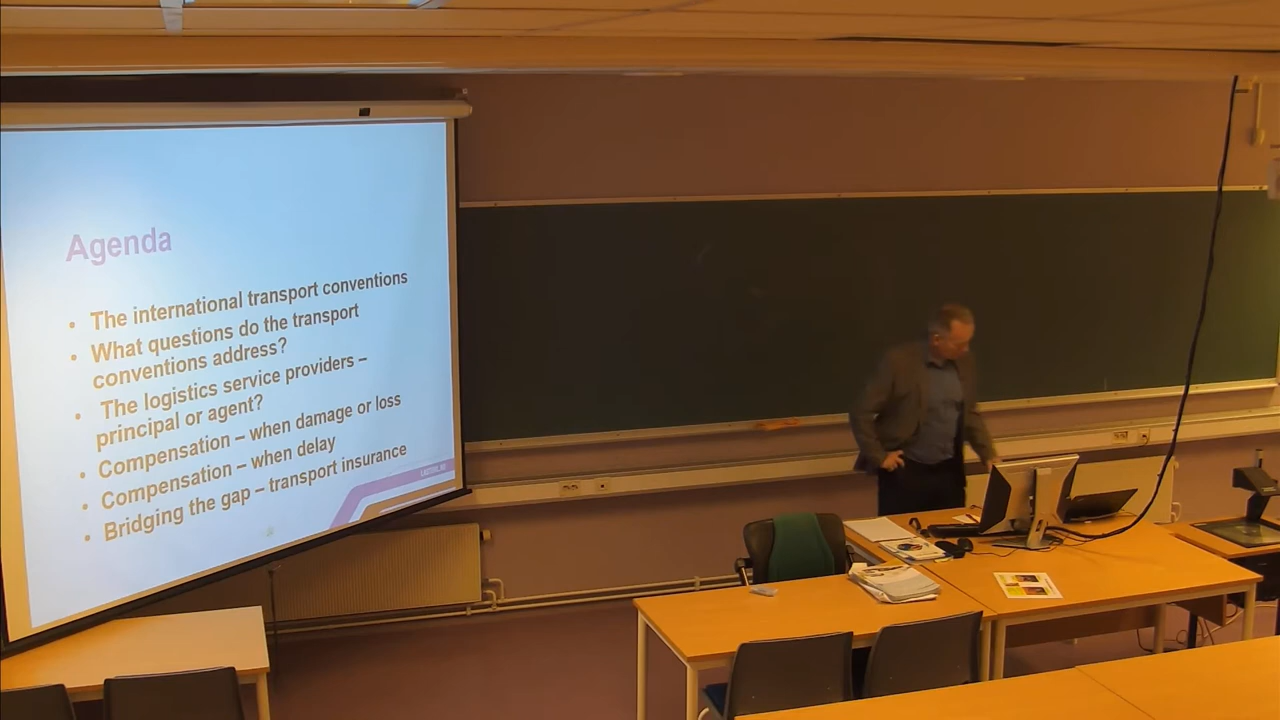 Agenda
• The international transport conventions
• What questions do the transport
conventions address?
• The logistics service providers –
principal or agent?
• Compensation – when damage or loss
• Compensation – when delay
• Bridging the gap – transport insurance